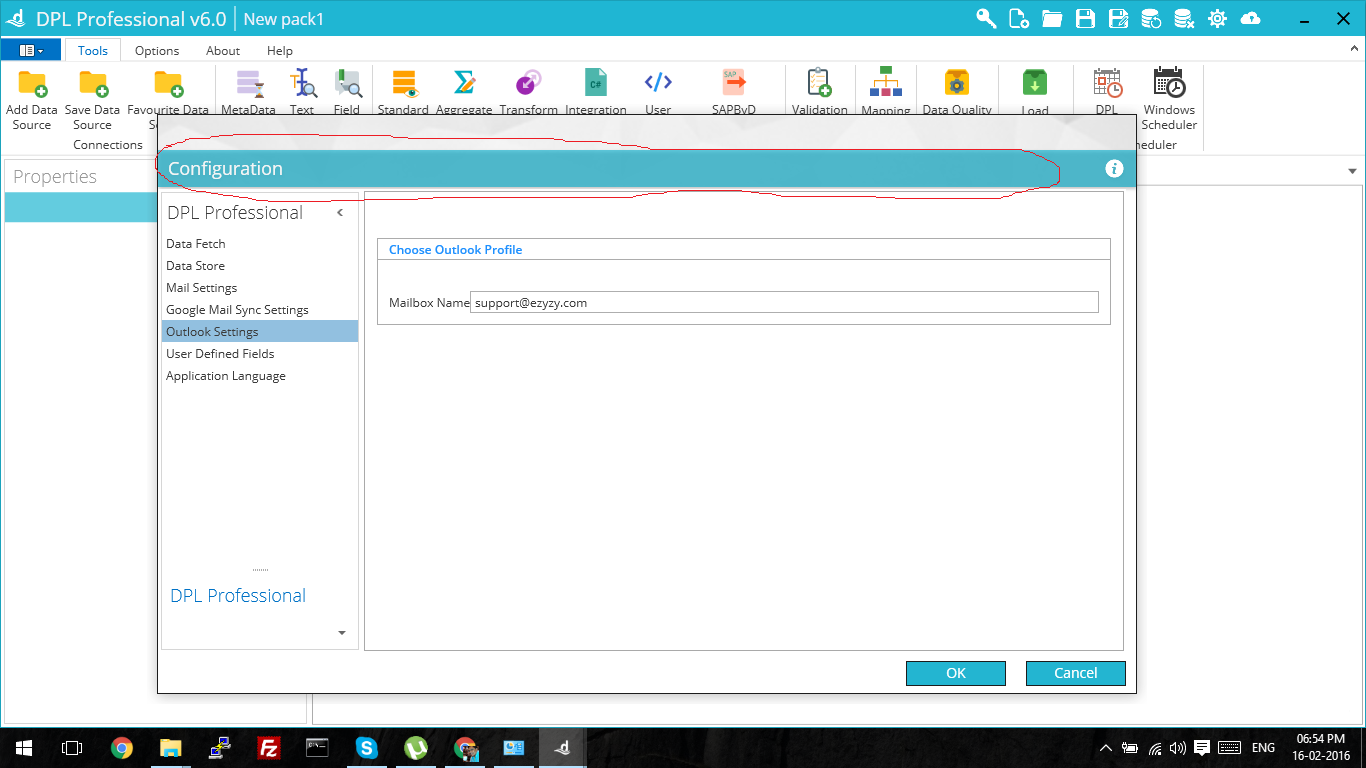 DPL Professional v6.0 New pack1
Tools Options About Help
Add Data Source
Save Data Source
Favourite Data
MetaData
Text
Field
Standard
Aggregate
Transform
Integration
C#
User
SAP
SAPByD
Validation
Mapping
Data Quality
Load
DPL
Windows Scheduler
Connections
Properties
Configuration
DPL Professional
Data Fetch
Data Store
Mail Settings
Google Mail Sync Settings
Outlook Settings
User Defined Fields
Application Language
DPL Professional
Choose Outlook Profile
Mailbox Name support@ezyzy.com
OK Cancel
ENG
06:54 PM
16-02-2016